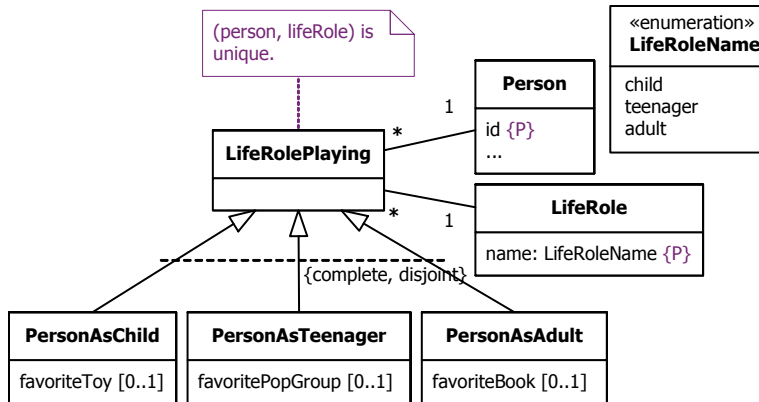 (person, lifeRole) is
unique.
«enumeration»
LifeRoleName
child
teenager
adult
Person
id {P}
...
1
*
LifeRolePlaying
*
1
LifeRole
name: LifeRoleName {P}
{complete, disjoint}
PersonAsChild
favoriteToy [0..1]
PersonAsTeenager
favoritePopGroup [0..1]
PersonAsAdult
favoriteBook [0..1]